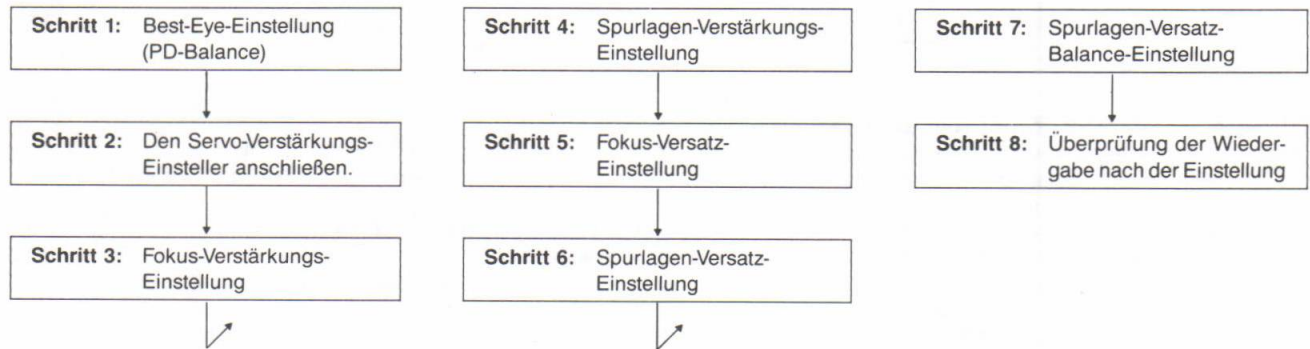 Schritt 1: Best-Eye-Einstellung
(PD-Balance)
Schritt 2: Den Servo-Verstärkungs-
Einsteller anschließen.
Schritt 3: Fokus-Verstärkungs-
Einstellung
Schritt 4: Spurlagen-Verstärkungs-
Einstellung
Schritt 5: Fokus-Versatz-
Einstellung
Schritt 6: Spurlagen-Versatz-
Einstellung
Schritt 7: Spurlagen-Versatz-
Balance-Einstellung
Schritt 8: Überprüfung der Wieder-
gabe nach der Einstellung